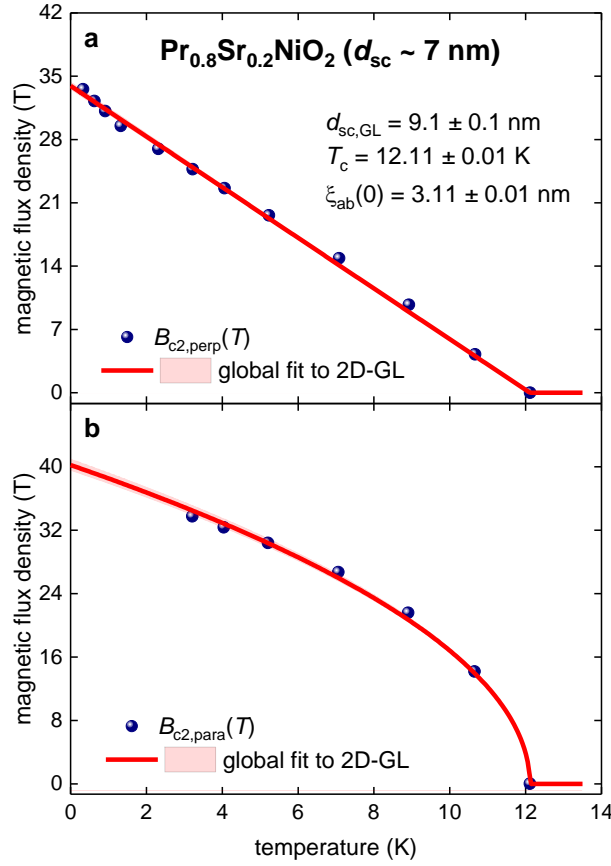 a
Pr0.8Sr0.2NiO2 (dsc ~ 7 nm)
dsc,GL = 9.1 ± 0.1 nm
Tc = 12.11 ± 0.01 K
ξab(0) = 3.11 ± 0.01 nm
magnetic flux density (T)
42
35
28
21
14
7
0
Bc2,perp(T)
global fit to 2D-GL
b
magnetic flux density (T)
40
32
24
16
8
0
Bc2,para(T)
global fit to 2D-GL
0 2 4 6 8 10 12 14
temperature (K)